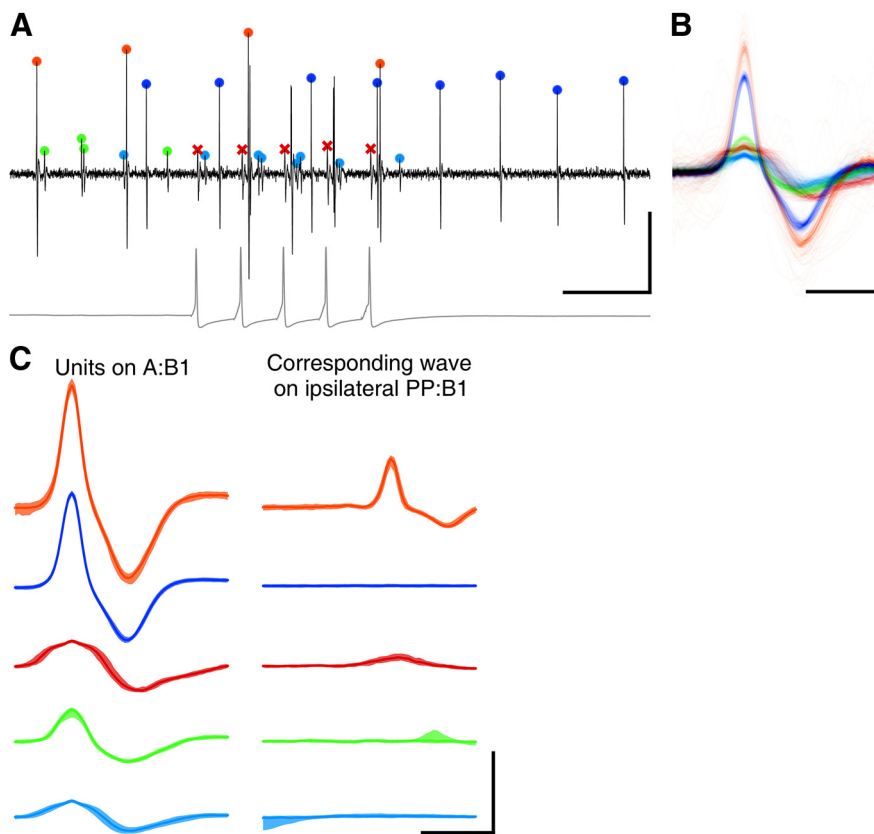 A
B
C
Units on A:B1
Corresponding wave
on ipsilateral PP:B1